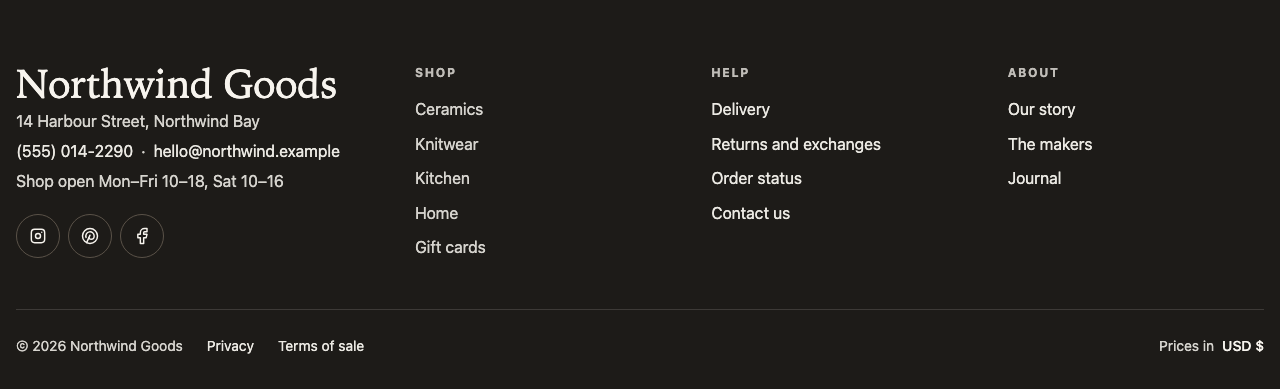 Northwind Goods
14 Harbour Street, Northwind Bay
(555) 014-2290 · hello@northwind.example
Shop open Mon–Fri 10–18, Sat 10–16
SHOP
Ceramics
Knitwear
Kitchen
Home
Gift cards
HELP
Delivery
Returns and exchanges
Order status
Contact us
ABOUT
Our story
The makers
Journal
© 2026 Northwind Goods Privacy Terms of sale
Prices in USD $